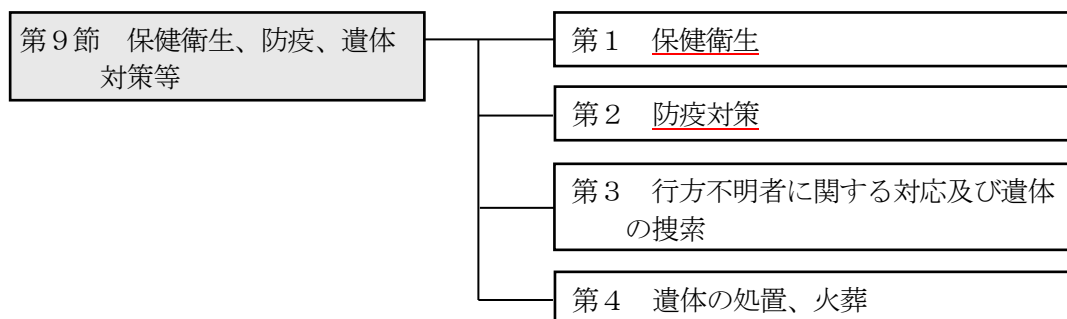 第９節　保健衛生、防疫、遺体
対策等
第１　保健衛生
第２　防疫対策
第３　行方不明者に関する対応及び遺体
の捜索
第４　遺体の処置、火葬